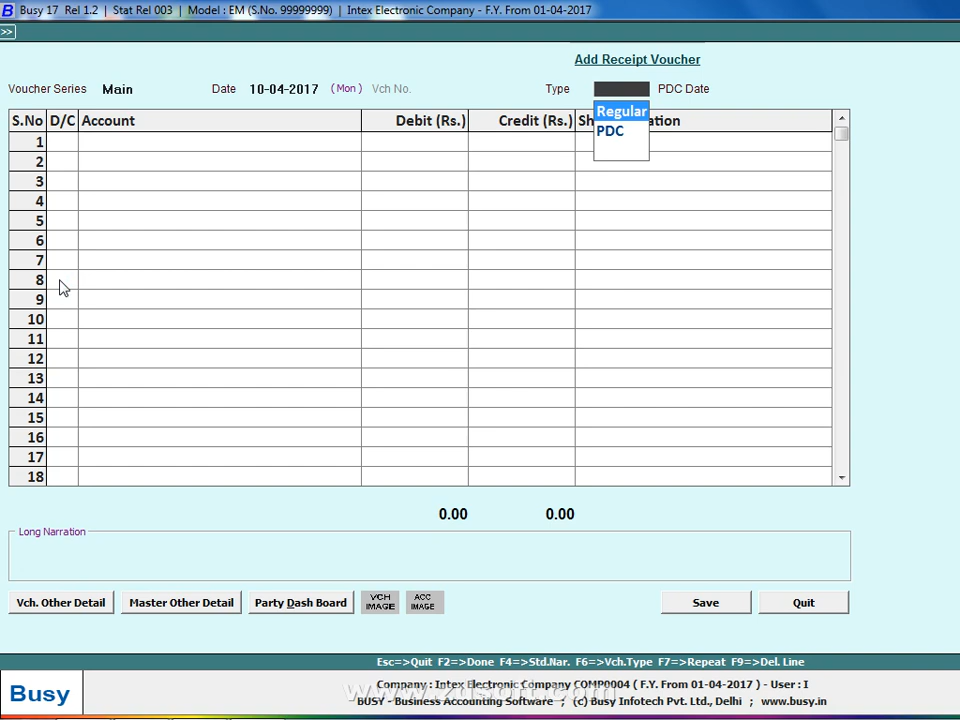 Busy 17 Rel 1.2 | Stat Rel 003 | Model : EM (S.No. 99999999) | Intex Electronic Company - F.Y. From 01-04-2017
>>
Add Receipt Voucher
Voucher Series Main Date 10-04-2017 (Mon) Vch No. Type PDC Date
S.No D/C Account Debit (Rs.) Credit (Rs.) Sh ation
Regular
PDC
1
2
3
4
5
6
7
8
9
10
11
12
13
14
15
16
17
18
0.00 0.00
Long Narration
Vch. Other Detail Master Other Detail Party Dash Board VCH IMAGE ACC IMAGE Save Quit
Esc=>Quit F2=>Done F4=>Std.Nar. F6=>Vch.Type F7=>Repeat F9=>Del. Line
Busy
Company : Intex Electronic Company COMP0004 ( F.Y. From 01-04-2017 ) - User : I
www.zdsoft.com
BUSY - Business Accounting Software ; (c) Busy Infotech Pvt. Ltd., Delhi ; www.busy.in